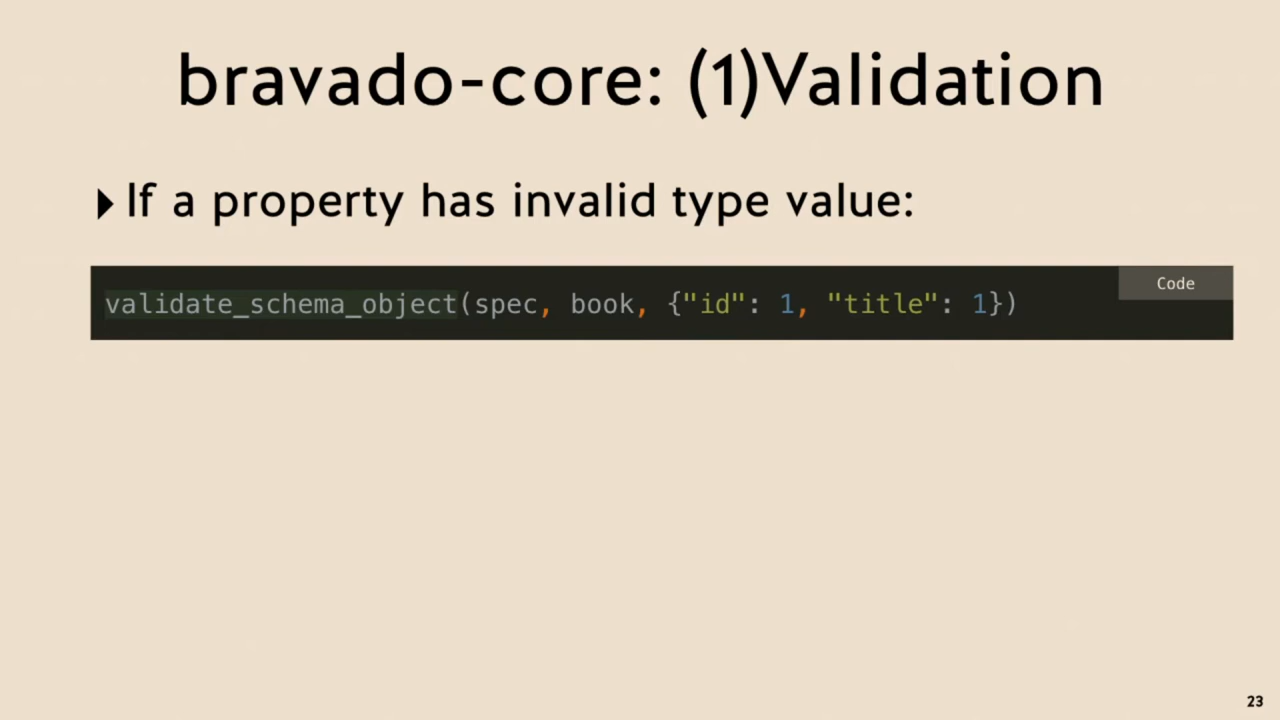 bravado-core: (1)Validation
▸If a property has invalid type value:
Code
validate_schema_object(spec, book, {"id": 1, "title": 1})
23